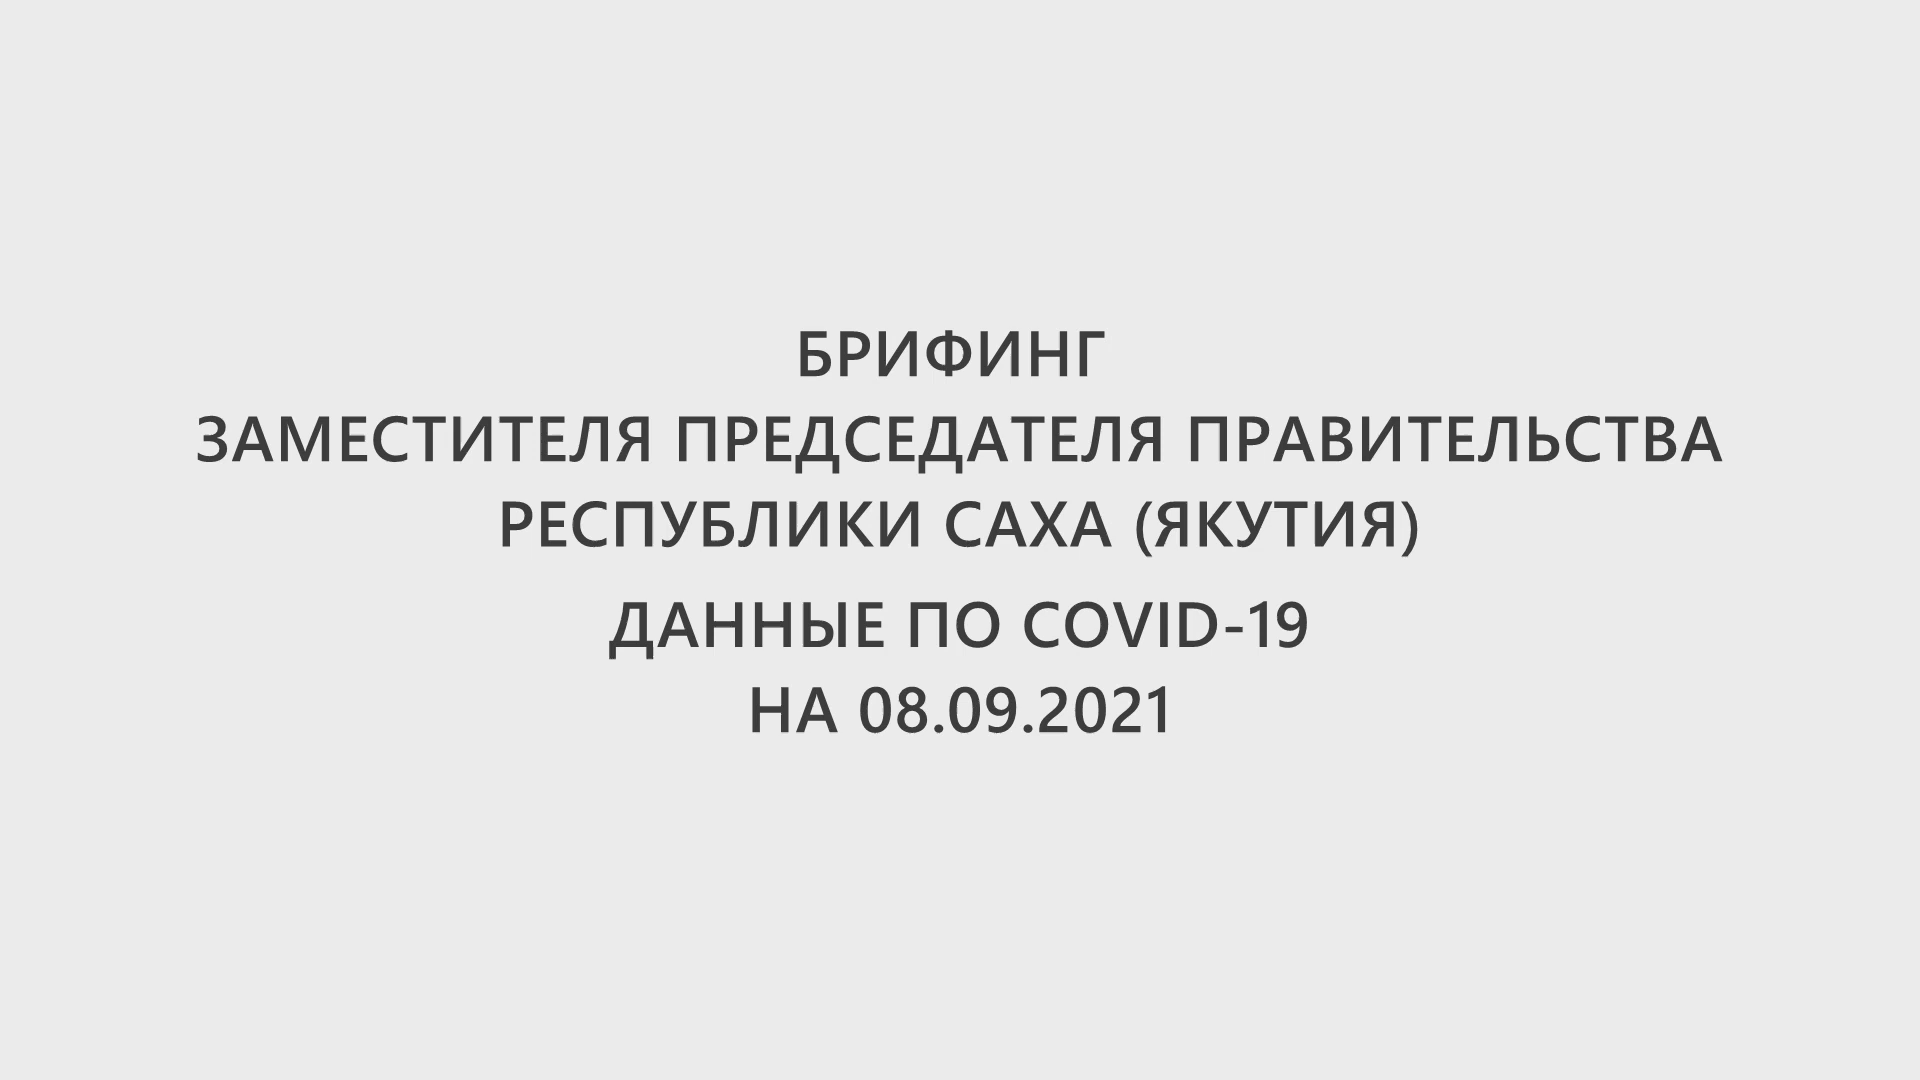 БРИФИНГ
ЗАМЕСТИТЕЛЯ ПРЕДСЕДАТЕЛЯ ПРАВИТЕЛЬСТВА
РЕСПУБЛИКИ САХА (ЯКУТИЯ)
ДАННЫЕ ПО COVID-19
НА 08.09.2021